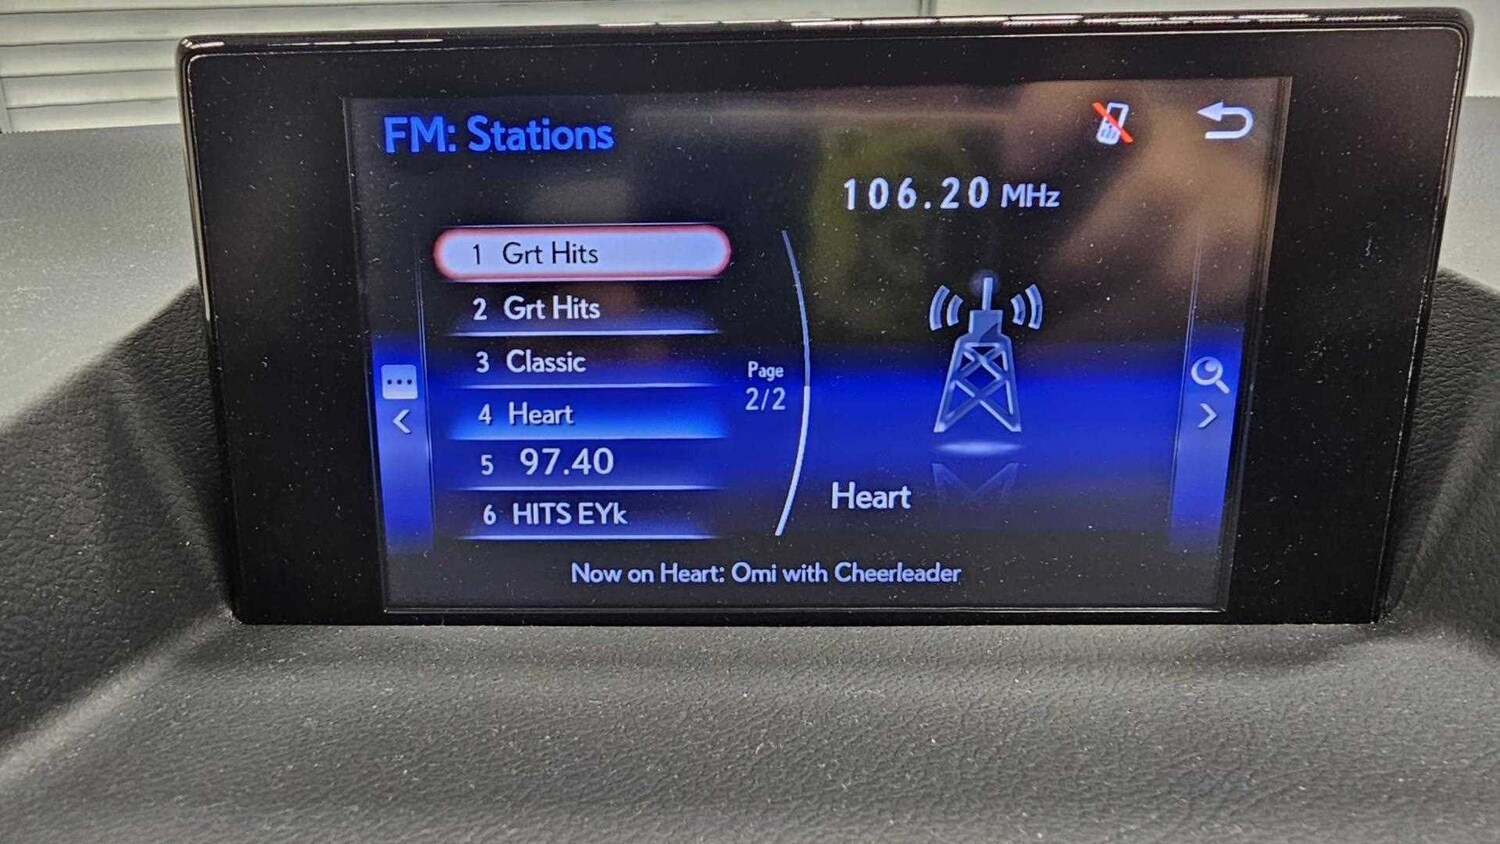 FM: Stations
106.20 MHz
1 Grt Hits
2 Grt Hits
3 Classic
4 Heart
5 97.40
6 HITS EYk
Page
2/2
Heart
Now on Heart: Omi with Cheerleader